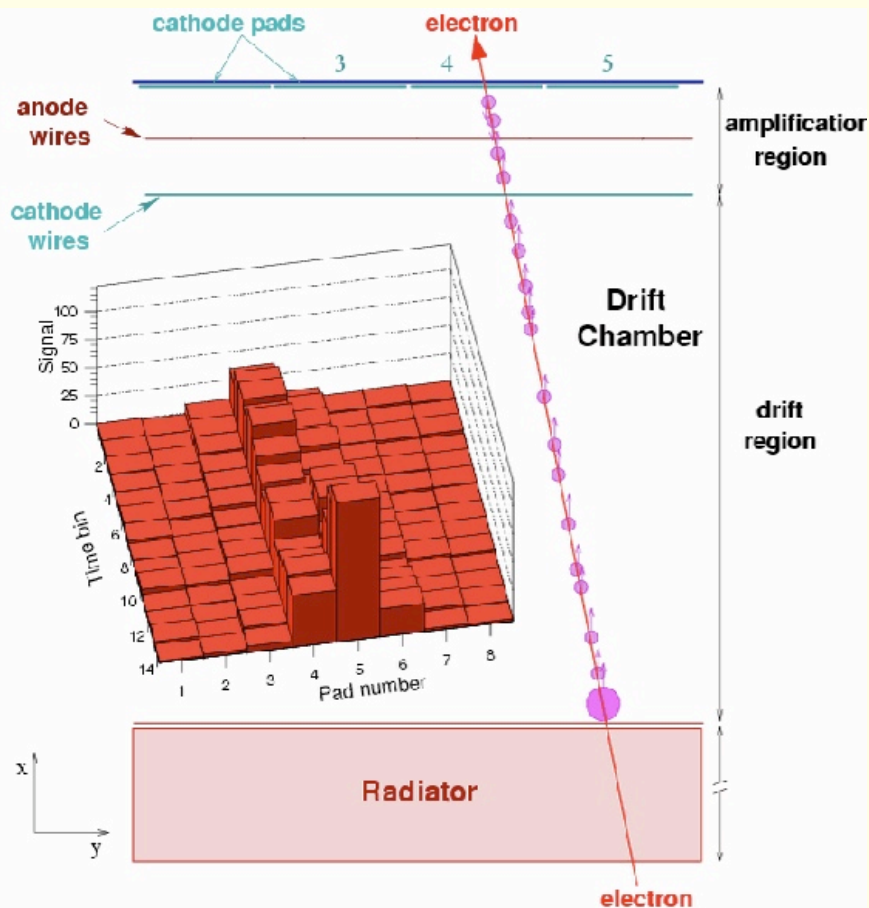 cathode pads
electron
3 4 5
anode
wires
amplificatior
region
cathode
wires
Drift
Chamber
drift
region
Signal
100
75
50
25
0
Time bin
2
4
6
8
10
12
14
1 2 3 4 5 6 7 8
Pad number
Radiator
x
y
electron